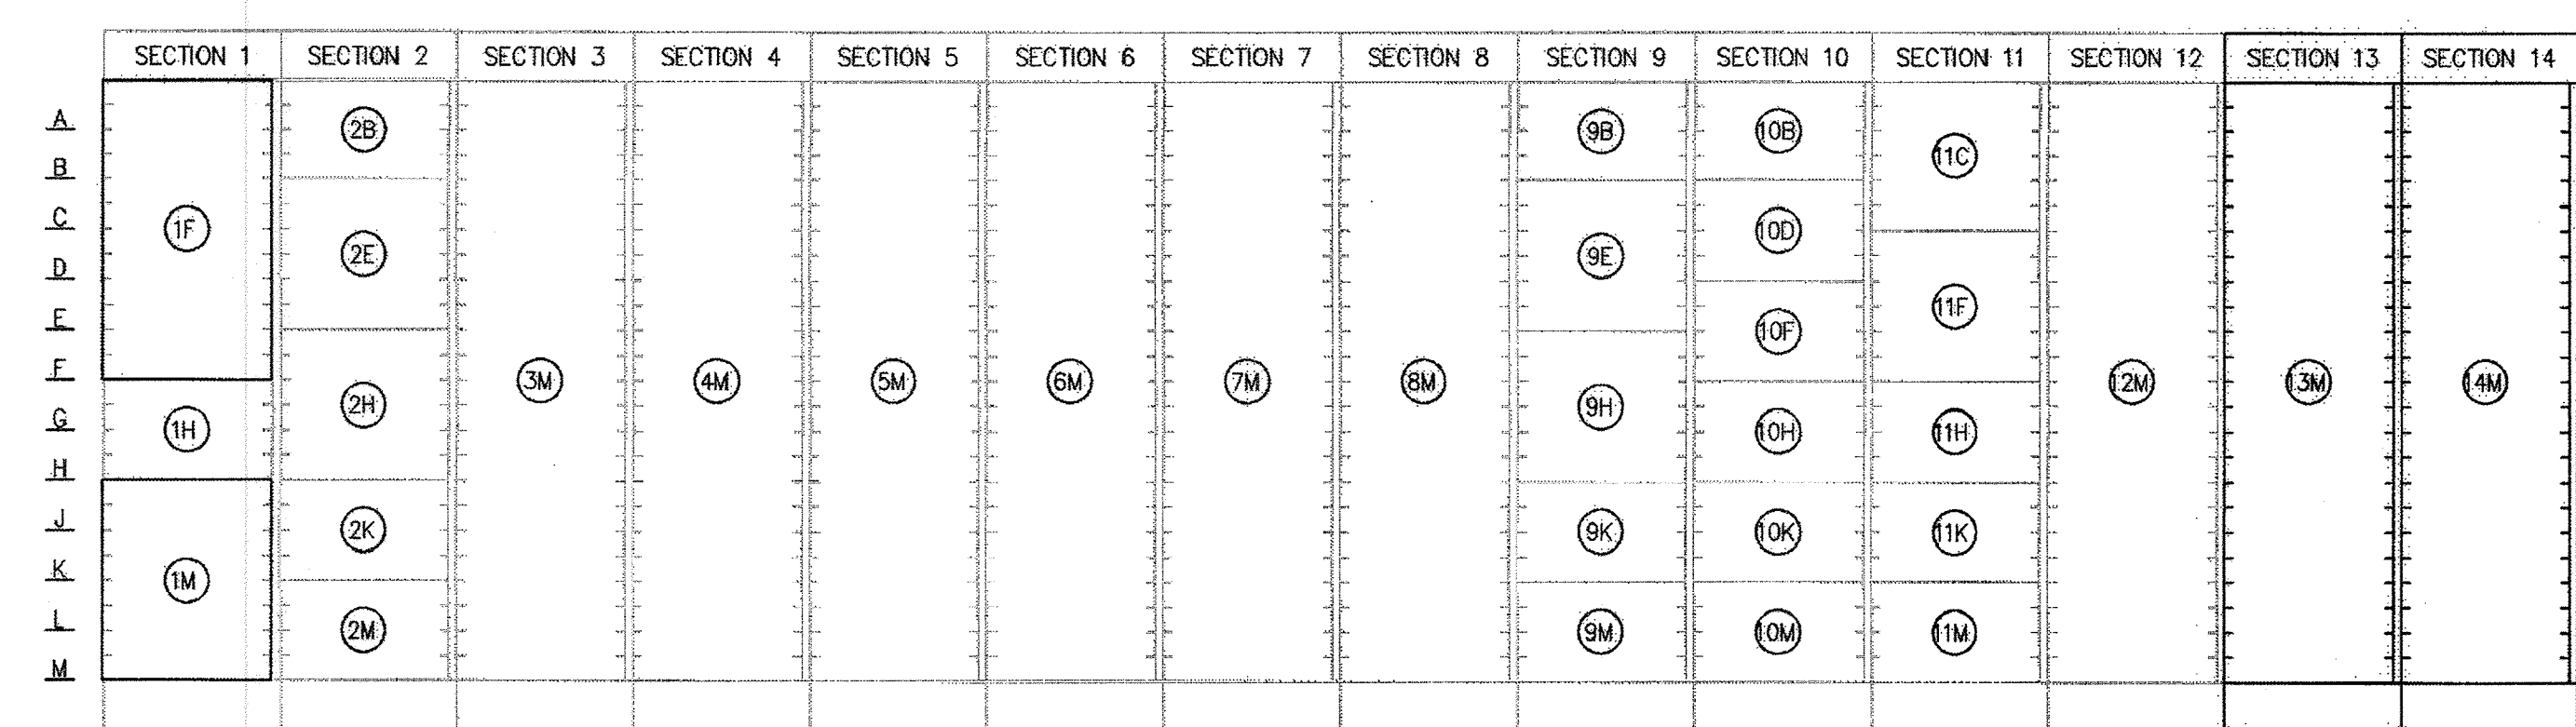 SECTION 1 SECTION 2 SECTION 3 SECTION 4 SECTION 5 SECTION 6 SECTION 7 SECTION 8 SECTION 9 SECTION 10 SECTION 11 SECTION 12 SECTION 13 SECTION 14
A 2B 9B 10B
B 11C
C 1F 10D
D 2E 9E
E 11F 10F
F 3M 4M 5M 6M 7M 8M 12M 13M 14M
G 1H 2H 9H 10H 11H
H
J 2K 9K 10K 11K
K 1M
L 2M 9M 10M 11M
M